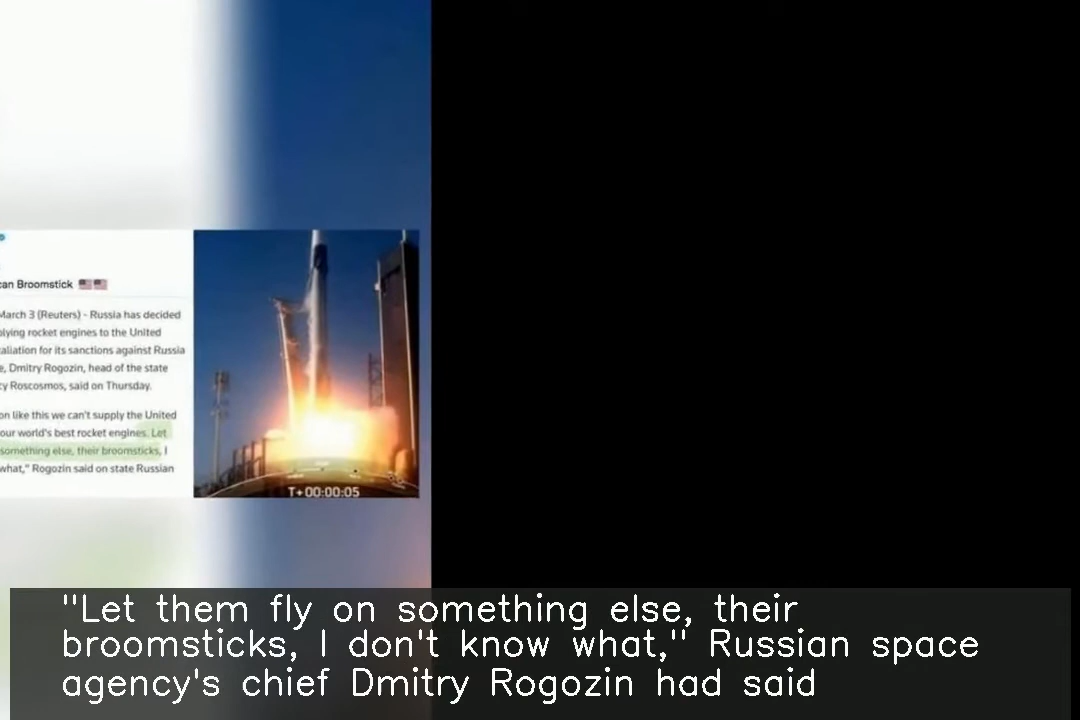 can Broomstick
March 3 (Reuters) - Russia has decided
plying rocket engines to the United
aliation for its sanctions against Russia
e, Dmitry Rogozin, head of the state
cy Roscosmos, said on Thursday.
on like this we can't supply the United
our world's best rocket engines. Let
something else, their broomsticks, I
what," Rogozin said on state Russian
T+00:00:05
"Let them fly on something else, their
broomsticks, I don't know what," Russian space
agency's chief Dmitry Rogozin had said